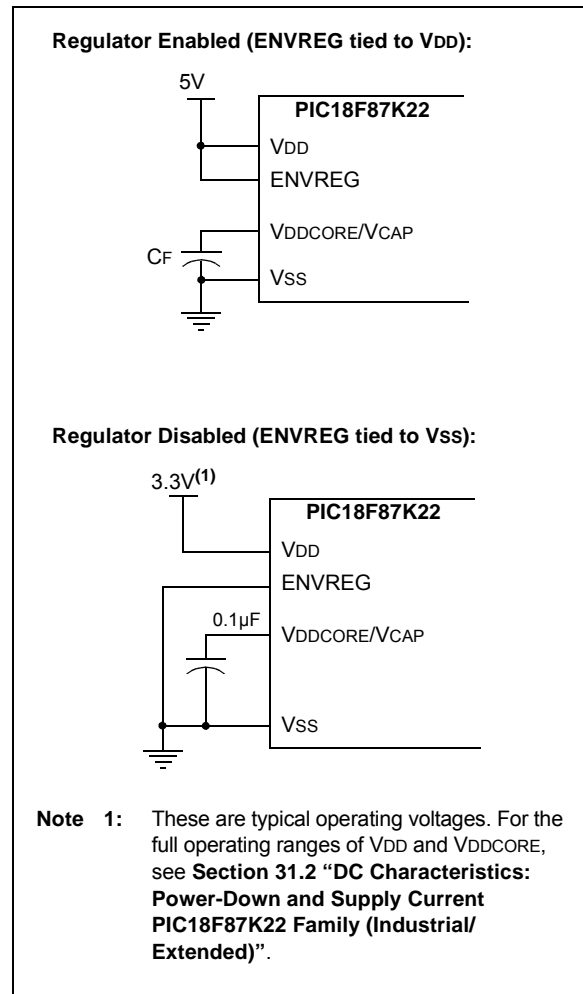 Regulator Enabled (ENVREG tied to VDD):
5V
PIC18F87K22
VDD
ENVREG
VDDCORE/VCAP
CF
VSS
Regulator Disabled (ENVREG tied to VSS):
3.3V(1)
PIC18F87K22
VDD
ENVREG
0.1µF
VDDCORE/VCAP
VSS
Note 1: These are typical operating voltages. For the
full operating ranges of VDD and VDDCORE,
see Section 31.2 “DC Characteristics:
Power-Down and Supply Current
PIC18F87K22 Family (Industrial/
Extended)”.